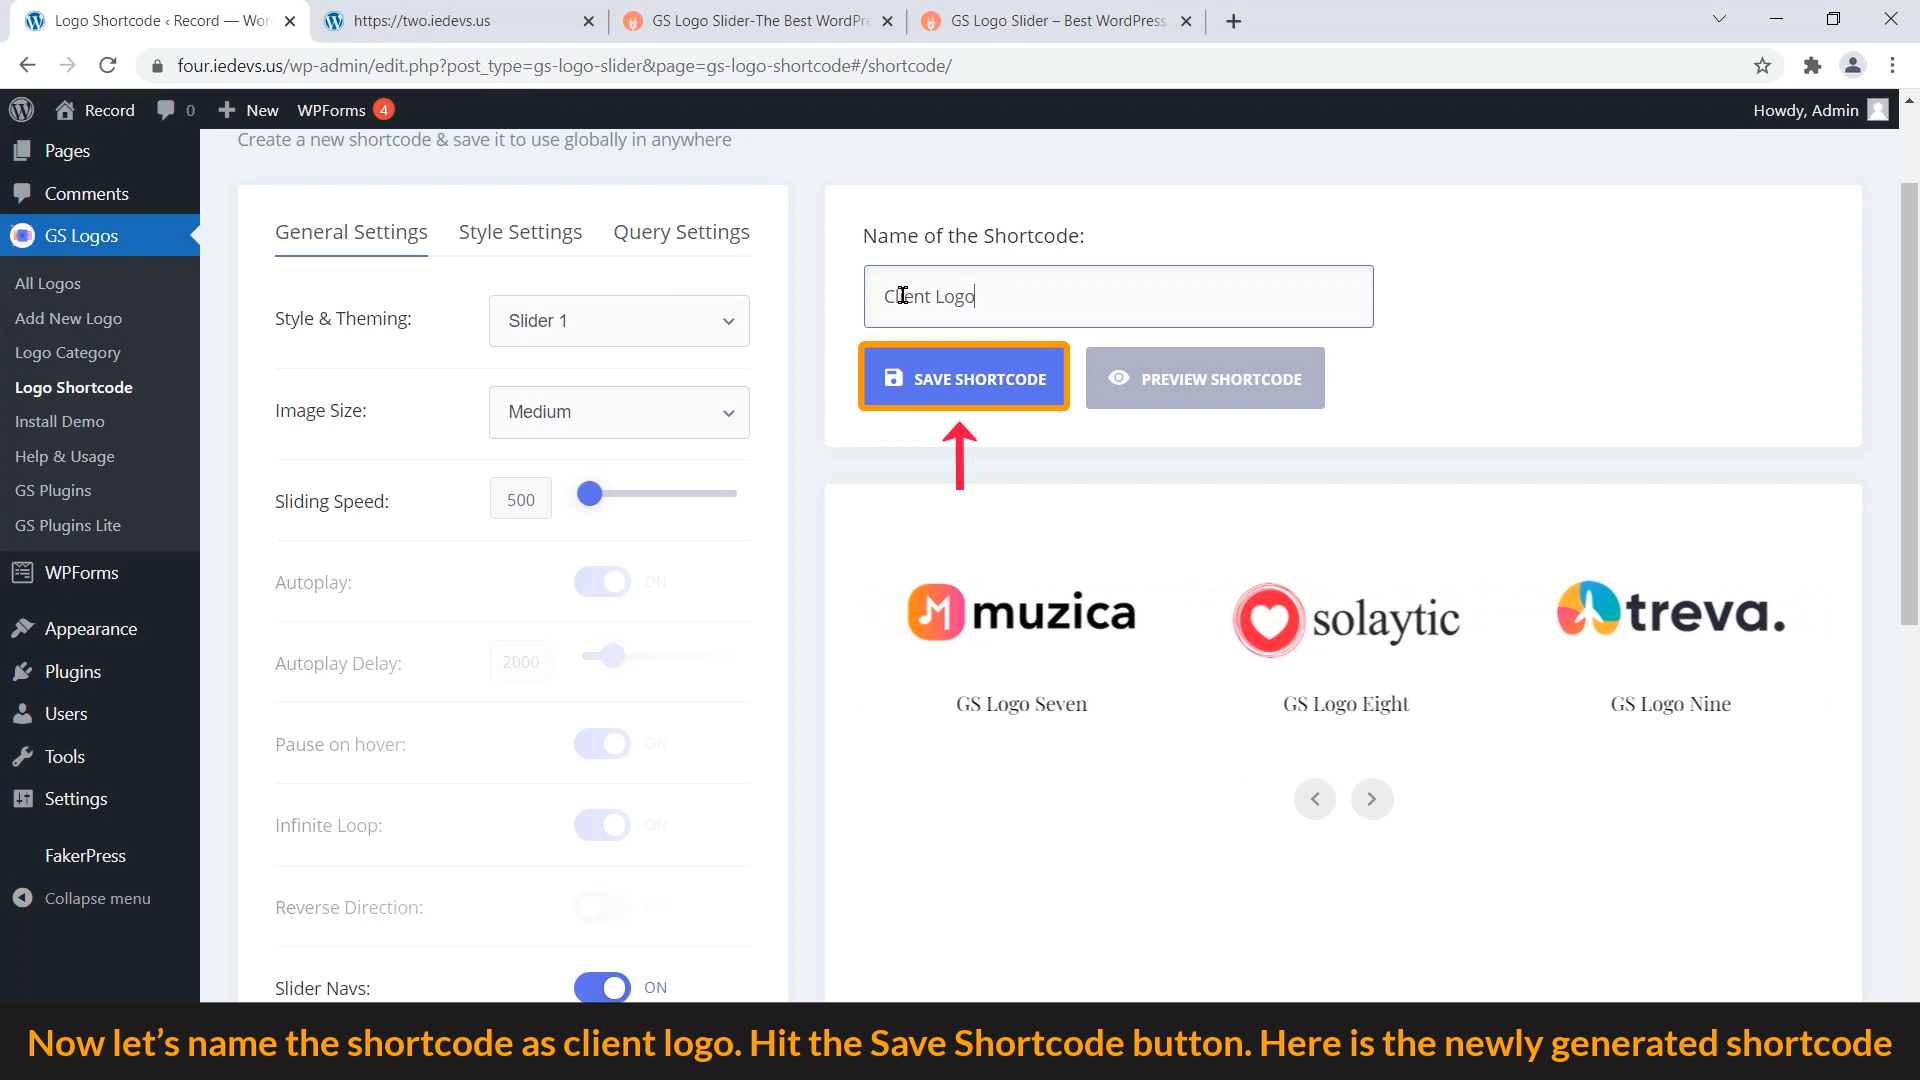 Logo Shortcode ‹ Record — Wor
https://two.iedevs.us
GS Logo Slider-The Best WordPre
GS Logo Slider – Best WordPress
four.iedevs.us/wp-admin/edit.php?post_type=gs-logo-slider&page=gs-logo-shortcode#/shortcode/
Record
0
New
WPForms 4
Howdy, Admin
Pages
Comments
GS Logos
All Logos
Add New Logo
Logo Category
Logo Shortcode
Install Demo
Help & Usage
GS Plugins
GS Plugins Lite
WPForms
Appearance
Plugins
Users
Tools
Settings
FakerPress
Collapse menu
Create a new shortcode & save it to use globally in anywhere
General Settings
Style Settings
Query Settings
Style & Theming:
Slider 1
Image Size:
Medium
Sliding Speed:
500
Autoplay:
ON
Autoplay Delay:
2000
Pause on hover:
ON
Infinite Loop:
ON
Reverse Direction:
Slider Navs:
ON
Name of the Shortcode:
Client Logo
SAVE SHORTCODE
PREVIEW SHORTCODE
muzica
solaytic
treva.
GS Logo Seven
GS Logo Eight
GS Logo Nine
Now let’s name the shortcode as client logo. Hit the Save Shortcode button. Here is the newly generated shortcode